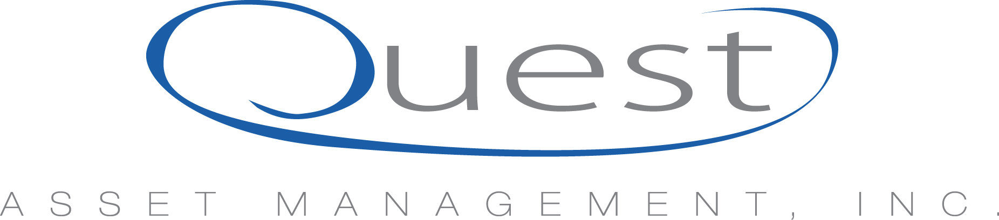 Quest
ASSET MANAGEMENT, INC.